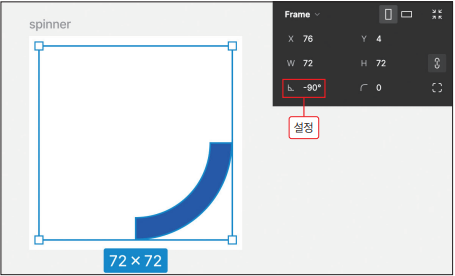 spinner
Frame
X 76 Y 4
W 72 H 72
-90° 0
설정
72 × 72